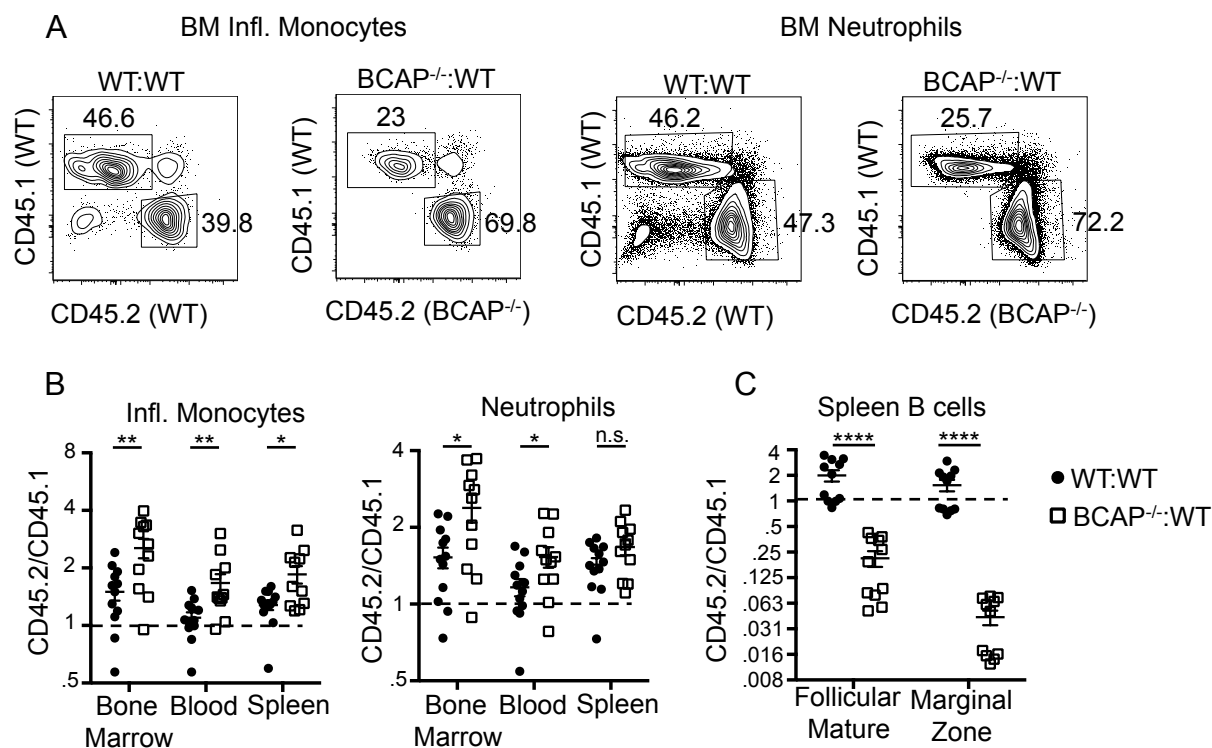 A
BM Infl. Monocytes
BM Neutrophils
WT:WT
BCAP-/-:WT
WT:WT
BCAP-/-:WT
46.6
23
46.2
25.7
39.8
69.8
47.3
72.2
CD45.1 (WT)
CD45.1 (WT)
CD45.1 (WT)
CD45.1 (WT)
CD45.2 (WT)
CD45.2 (BCAP-/-)
CD45.2 (WT)
CD45.2 (BCAP-/-)
B
Infl. Monocytes
** ** *
CD45.2/CD45.1
8
4
2
1
.5
Bone Marrow
Blood
Spleen
Neutrophils
* * n.s.
CD45.2/CD45.1
4
2
1
.5
Bone Marrow
Blood
Spleen
C
Spleen B cells
**** ****
CD45.2/CD45.1
4
2
1
0.5
0.25
0.125
.063
.031
.016
.008
Follicular Mature
Marginal Zone
WT:WT
BCAP-/-:WT